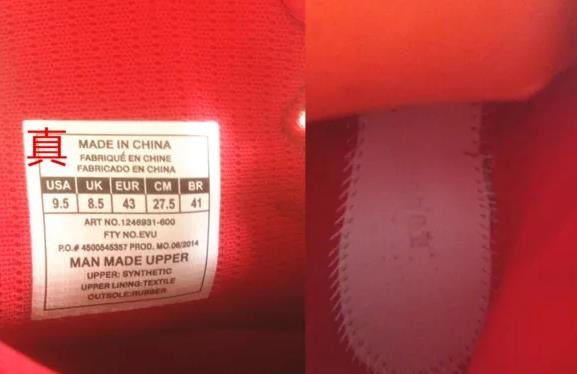 真
MADE IN CHINA
FABRIQUÉ EN CHINE
FABRICADO EN CHINA
USA UK EUR CM BR
9.5 8.5 43 27.5 41
ART NO.1246931-600
FTY NO.EVU
P.O.# 4500545357 PROD. MO.06/2014
MAN MADE UPPER
UPPER: SYNTHETIC
UPPER LINING:TEXTILE
OUTSOLE:RUBBER